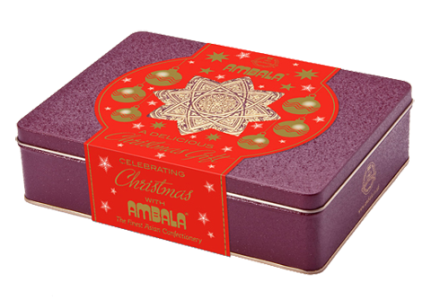 AMBALA
A DELICIOUS
Christmas Gift
CELEBRATING
Christmas
WITH
AMBALA
The Finest Asian Confectionery